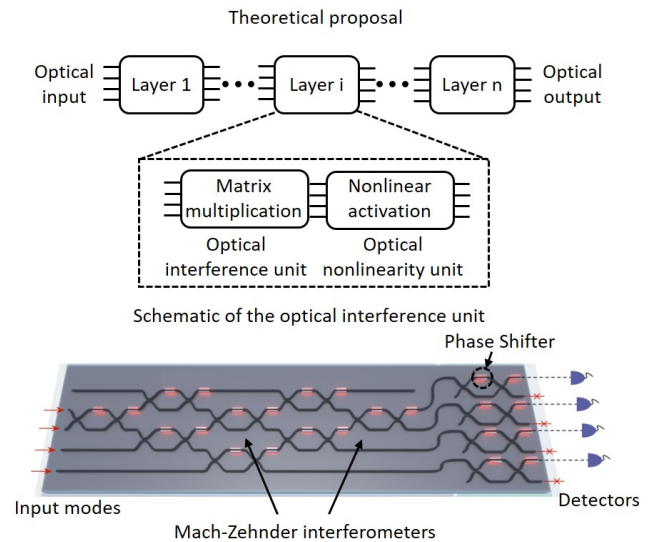 Theoretical proposal
Optical
input
Layer 1
Layer i
Layer n
Optical
output
Matrix
multiplication
Nonlinear
activation
Optical
interference unit
Optical
nonlinearity unit
Schematic of the optical interference unit
Phase Shifter
Input modes
Detectors
Mach-Zehnder interferometers